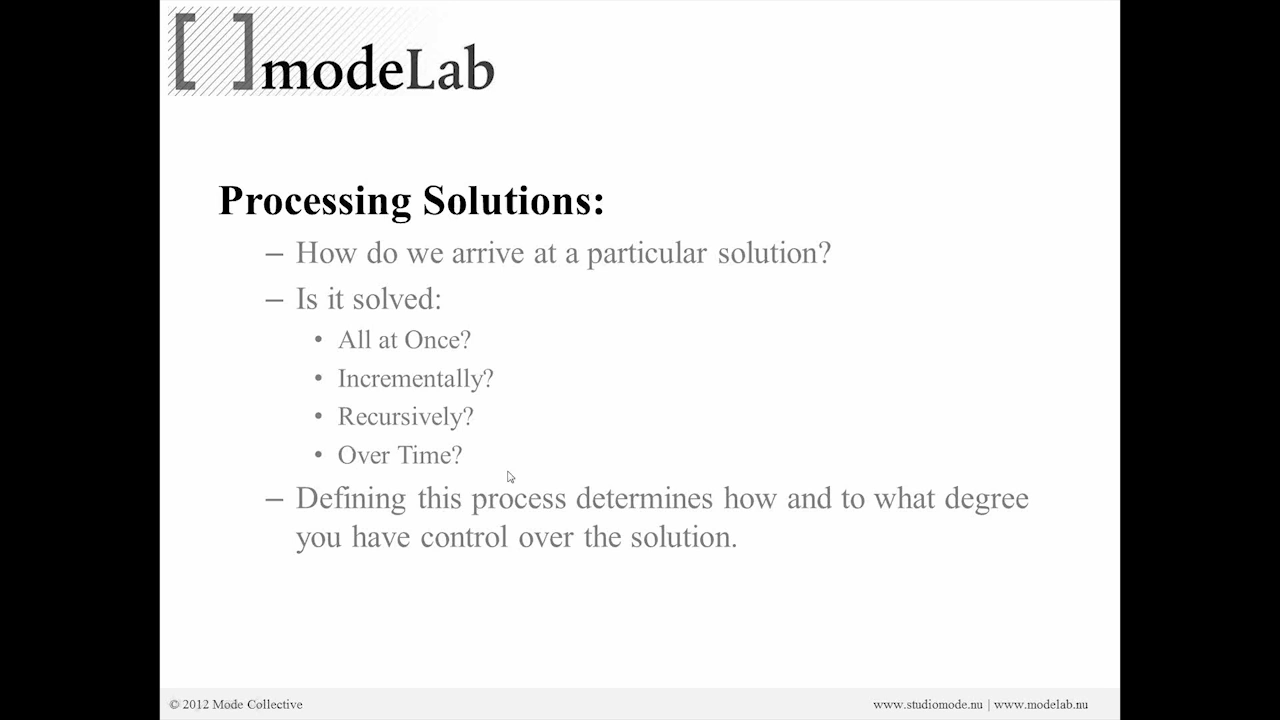 [ ] modeLab
Processing Solutions:
– How do we arrive at a particular solution?
– Is it solved:
• All at Once?
• Incrementally?
• Recursively?
• Over Time?
– Defining this process determines how and to what degree
you have control over the solution.
© 2012 Mode Collective
www.studiomode.nu | www.modelab.nu